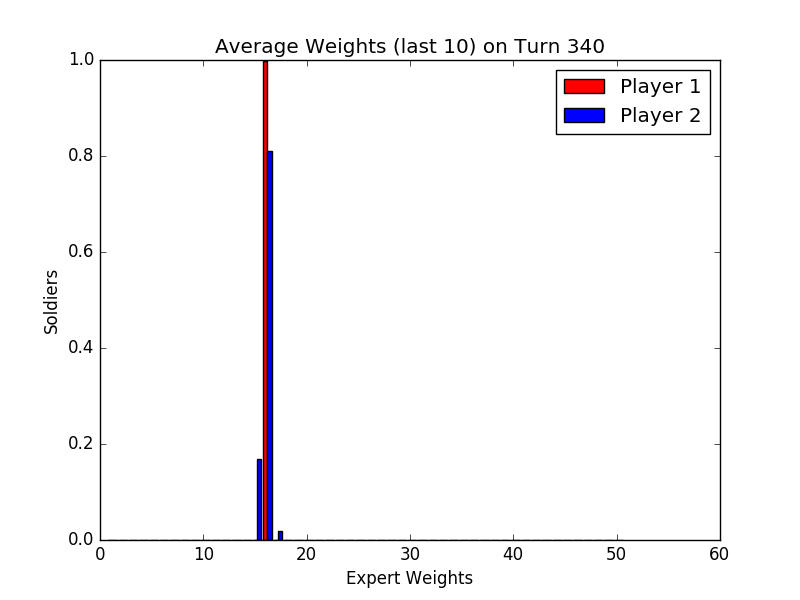 Average Weights (last 10) on Turn 340
Player 1
Player 2
1.0
0.8
0.6
0.4
0.2
0.0
Soldiers
0 10 20 30 40 50 60
Expert Weights